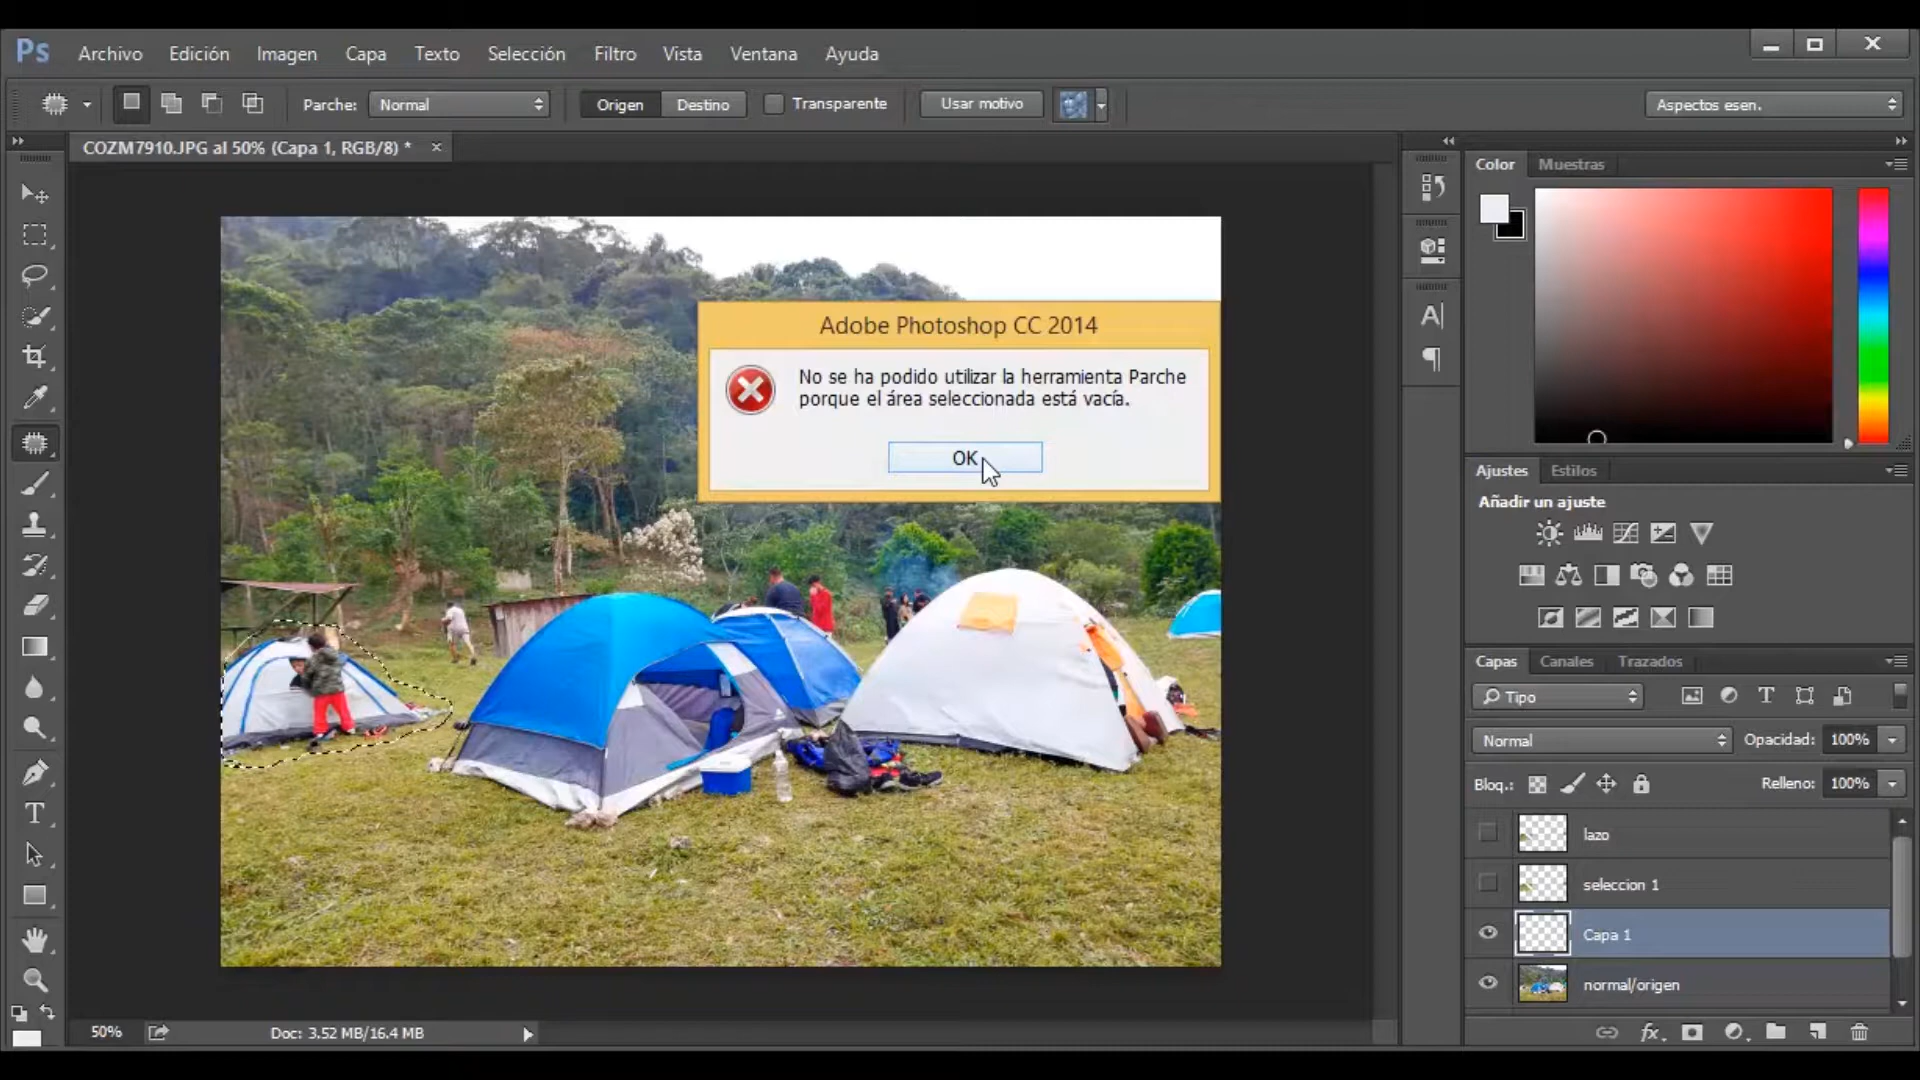 Ps Archivo Edición Imagen Capa Texto Selección Filtro Vista Ventana Ayuda
Parche: Normal Origen Destino Transparente Usar motivo Aspectos esen.
COZM7910.JPG al 50% (Capa 1, RGB/8) *
Color Muestras
Adobe Photoshop CC 2014
No se ha podido utilizar la herramienta Parche
porque el área seleccionada está vacía.
OK
Ajustes Estilos
Añadir un ajuste
Capas Canales Trazados
Tipo
Normal Opacidad: 100%
Bloq.: Relleno: 100%
lazo
seleccion 1
Capa 1
normal/origen
50% Doc: 3.52 MB/16.4 MB